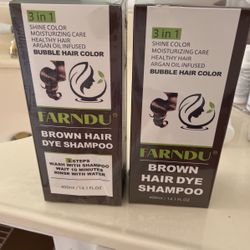 3 in 1
SHINE COLOR
MOISTURIZING CARE
HEALTHY HAIR
ARGAN OIL INFUSED
BUBBLE HAIR COLOR
FARNDU®
BROWN HAIR
DYE SHAMPOO
3 STEPS
WASH WITH SHAMPOO
WAIT 10 MINUTES
RINSE WITH WATER
400ml / 14.1 FL.OZ
3 in 1
SHINE COLOR
MOISTURIZING CARE
HEALTHY HAIR
ARGAN OIL INFUSED
BUBBLE HAIR COLOR
FARNDU®
BROWN HAIR
DYE SHAMPOO
400ml / 14.1 FL.OZ